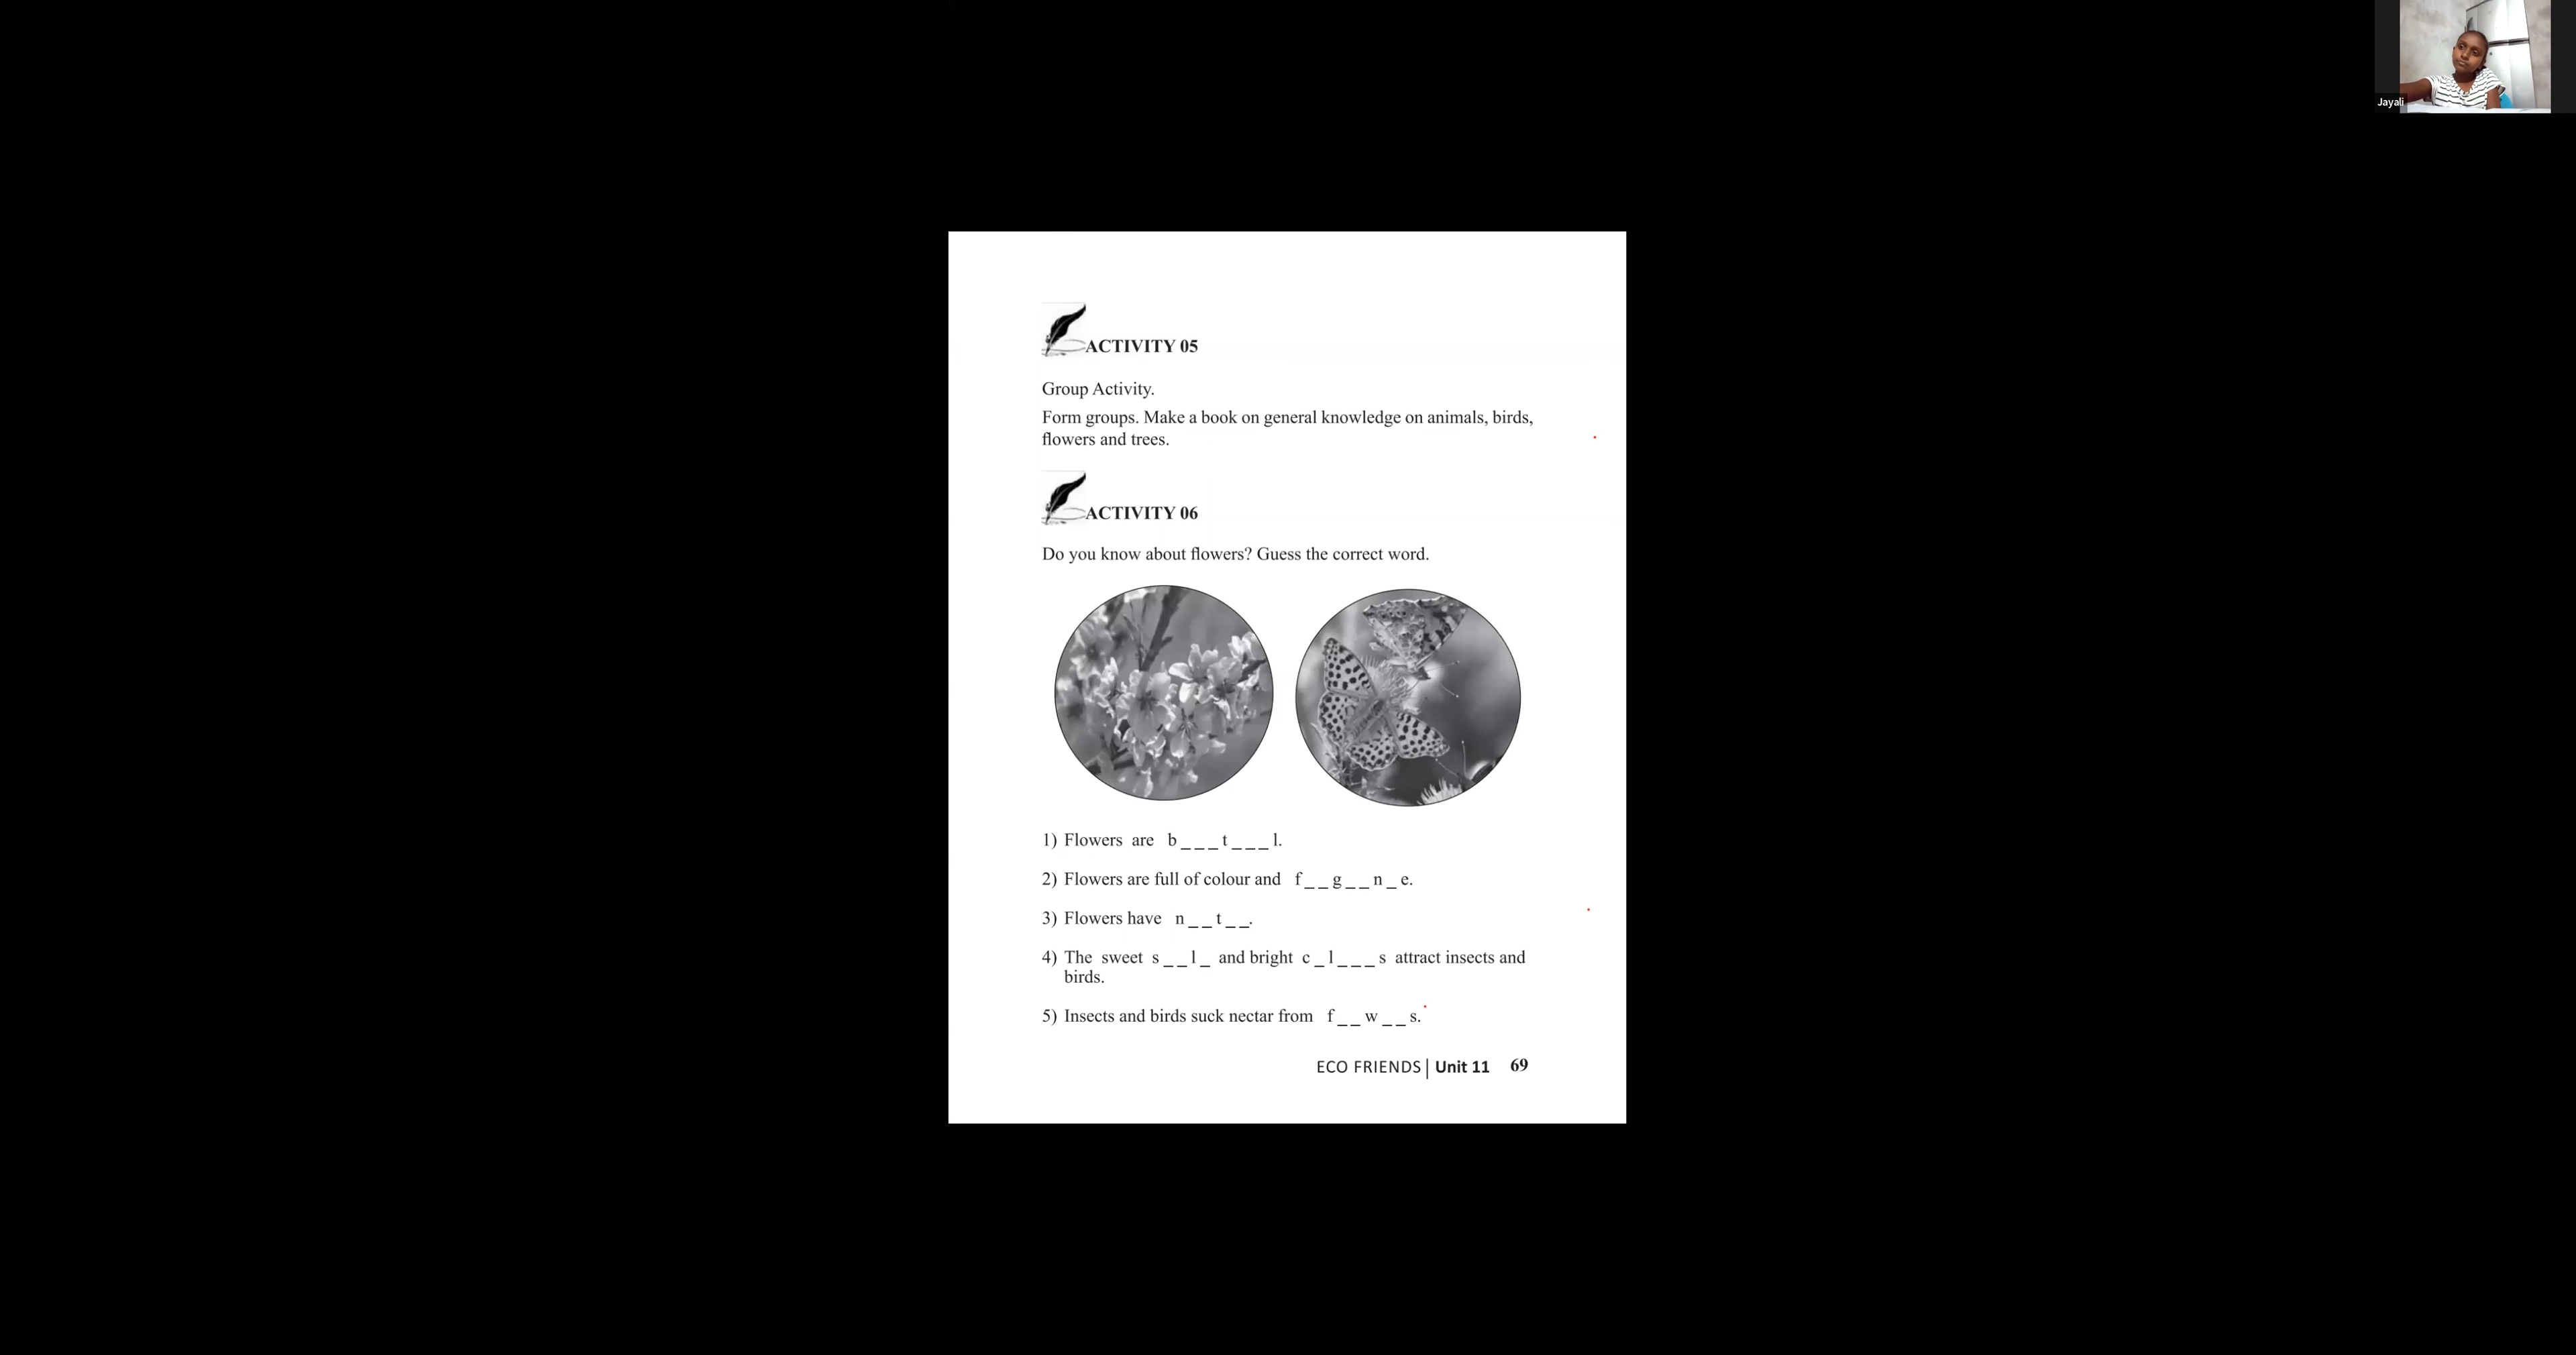 Jayali
ACTIVITY 05
Group Activity.
Form groups. Make a book on general knowledge on animals, birds,
flowers and trees.
ACTIVITY 06
Do you know about flowers? Guess the correct word.
1) Flowers are b _ _ _ t _ _ _ l.
2) Flowers are full of colour and f _ _ g _ _ n _ e.
3) Flowers have n _ _ t _ _.
4) The sweet s _ _ l _ and bright c _ l _ _ _ s attract insects and
birds.
5) Insects and birds suck nectar from f _ _ w _ _ s.
ECO FRIENDS | Unit 11 69